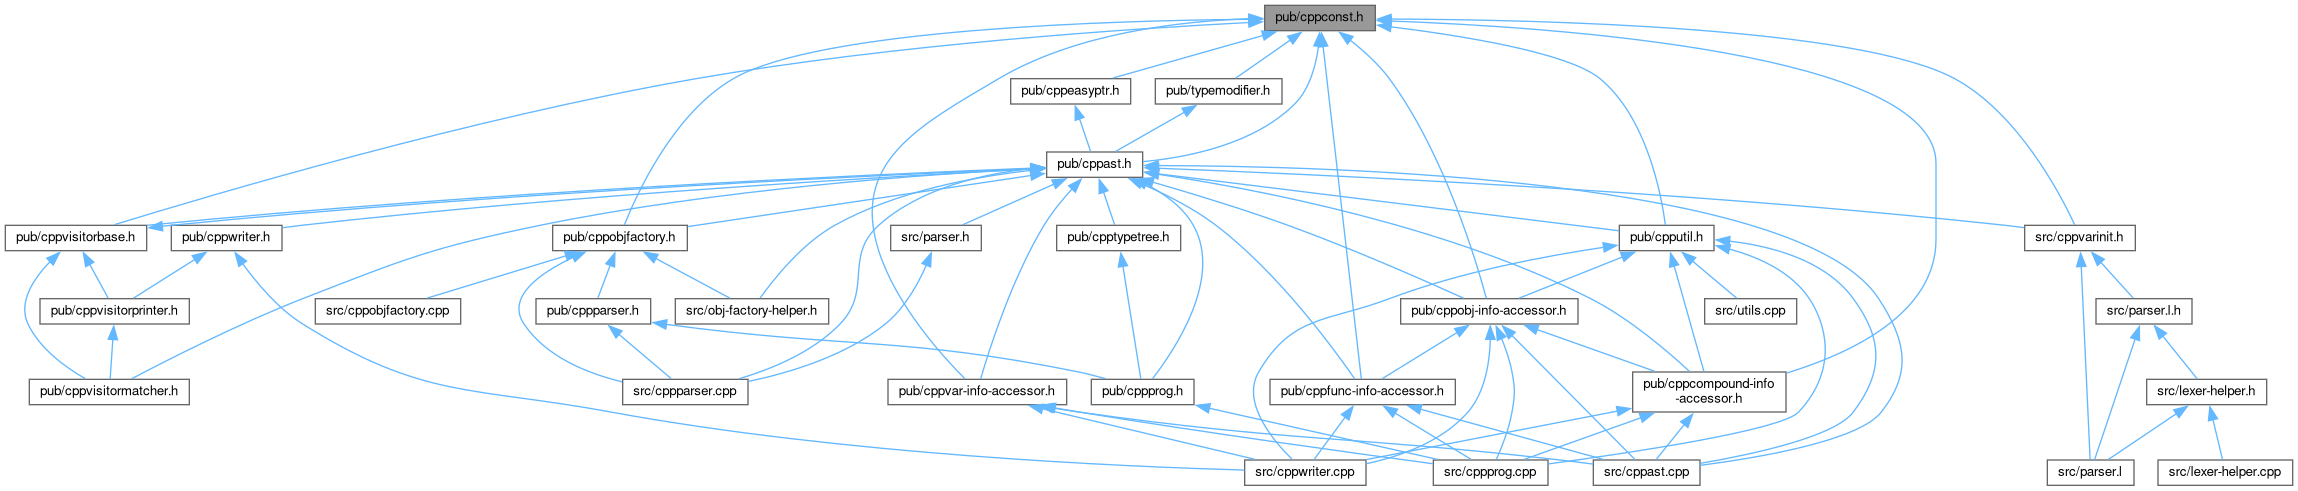 pub/cppconst.h
pub/cppeasyptr.h
pub/typemodifier.h
pub/cppast.h
pub/cppvisitorbase.h
pub/cppwriter.h
pub/cppobjfactory.h
src/parser.h
pub/cpptypetree.h
pub/cpputil.h
src/cppvarinit.h
pub/cppvisitorprinter.h
src/cppobjfactory.cpp
pub/cppparser.h
src/obj-factory-helper.h
pub/cppobj-info-accessor.h
src/utils.cpp
src/parser.l.h
pub/cppvisitormatcher.h
src/cppparser.cpp
pub/cppvar-info-accessor.h
pub/cppprog.h
pub/cppfunc-info-accessor.h
pub/cppcompound-info
-accessor.h
src/lexer-helper.h
src/cppwriter.cpp
src/cppprog.cpp
src/cppast.cpp
src/parser.l
src/lexer-helper.cpp